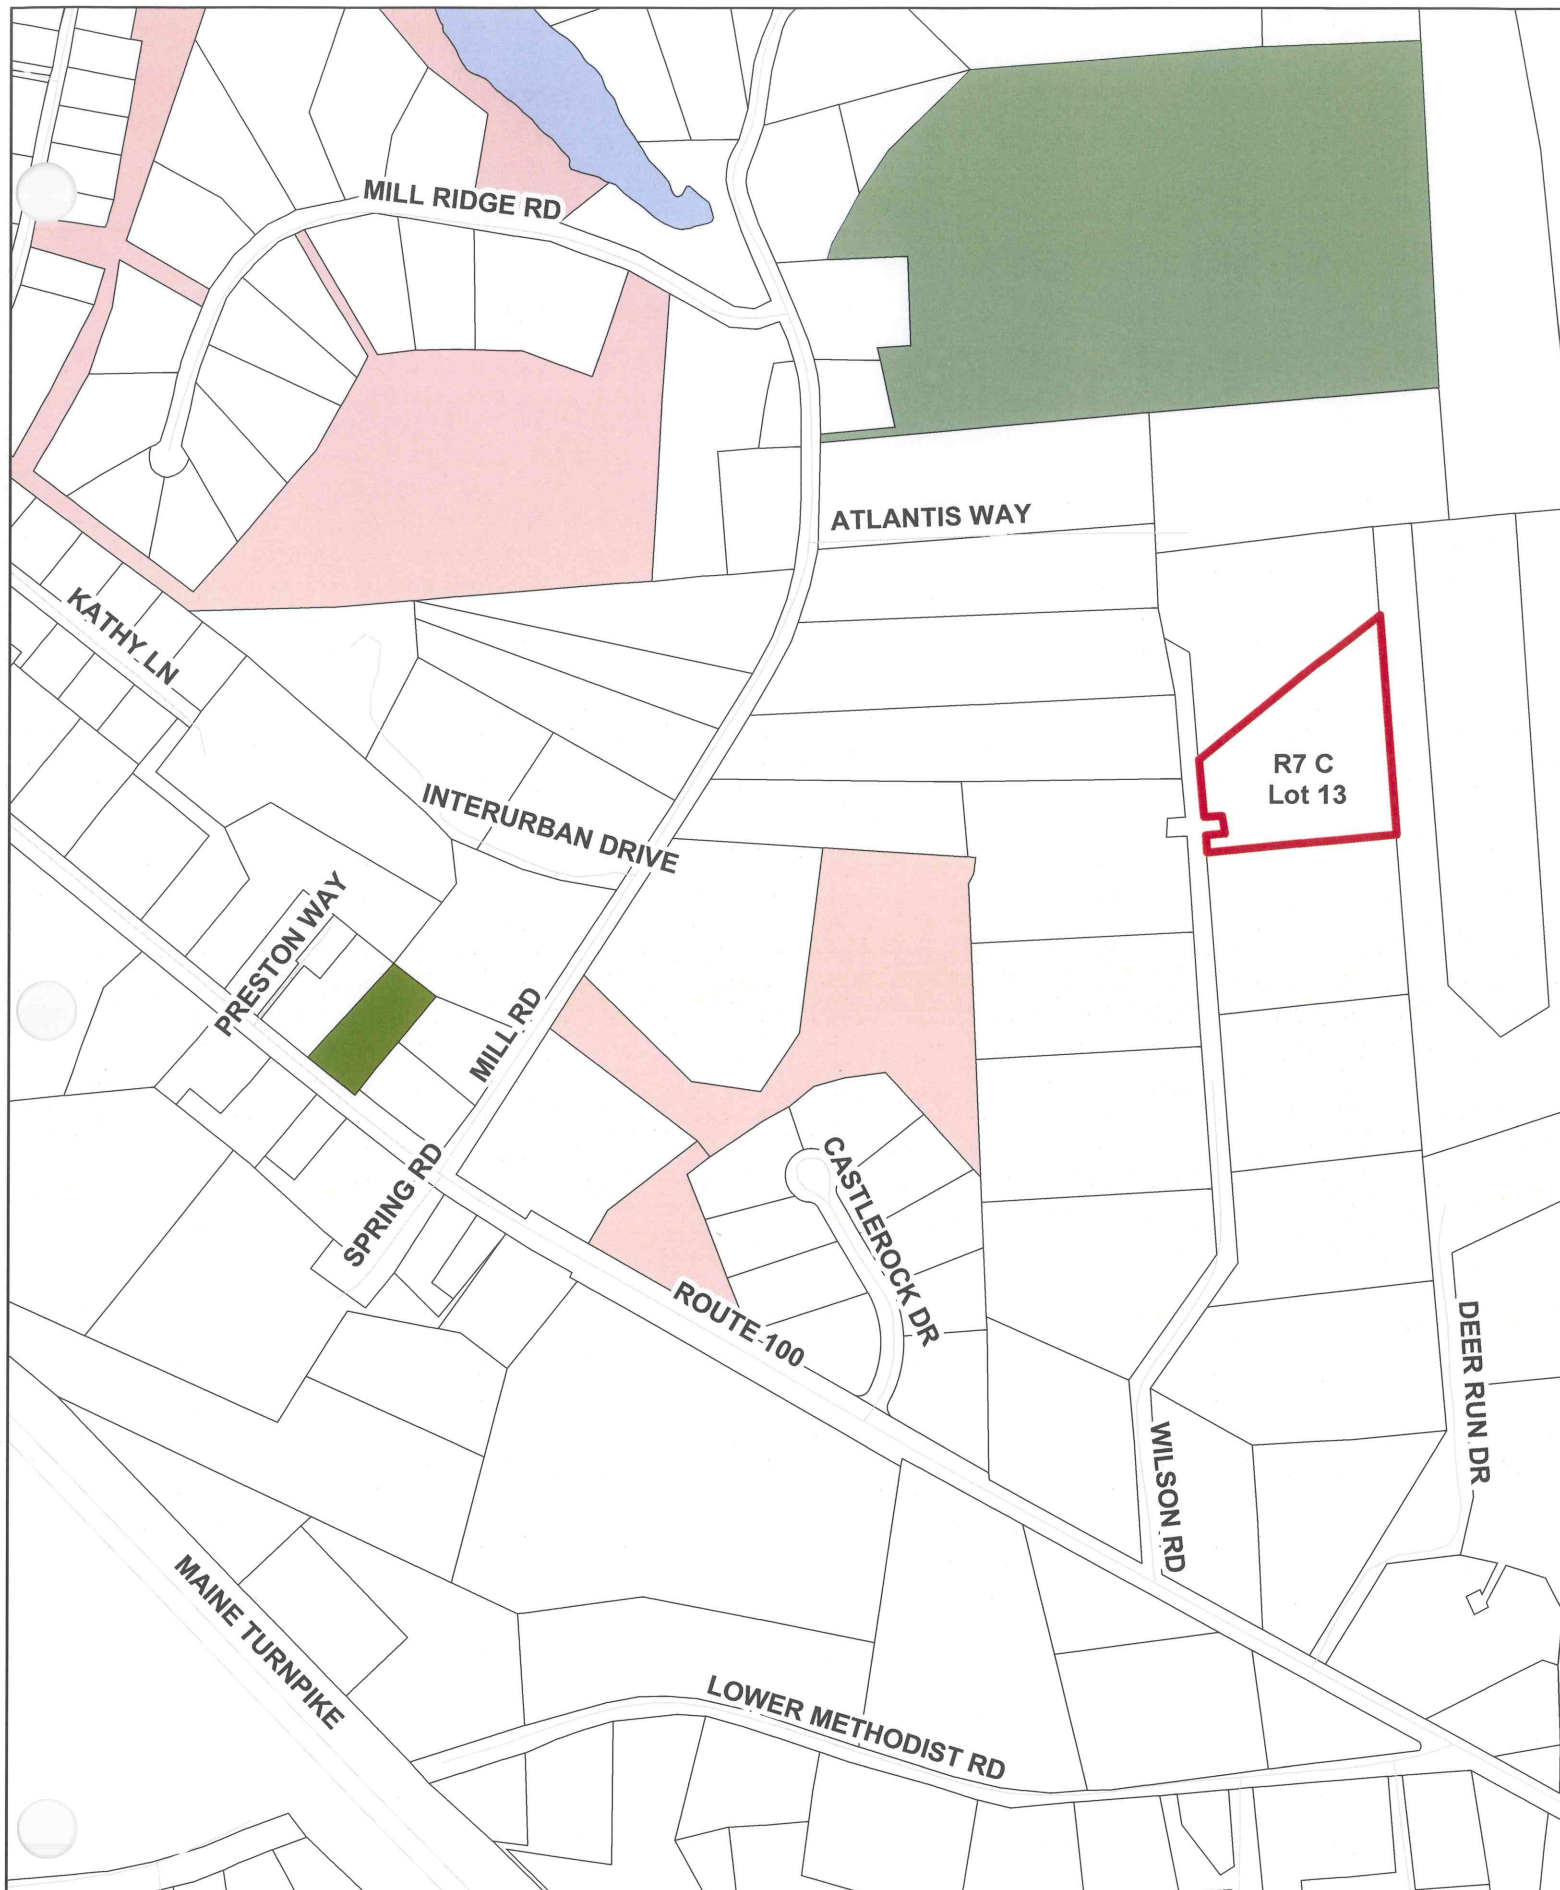 MILL RIDGE RD
ATLANTIS WAY
KATHY LN
R7 C
Lot 13
INTERURBAN DRIVE
PRESTON WAY
MILL RD
SPRING RD
CASTLEROCK DR
ROUTE 100
DEER RUN DR
WILSON RD
MAINE TURNPIKE
LOWER METHODIST RD